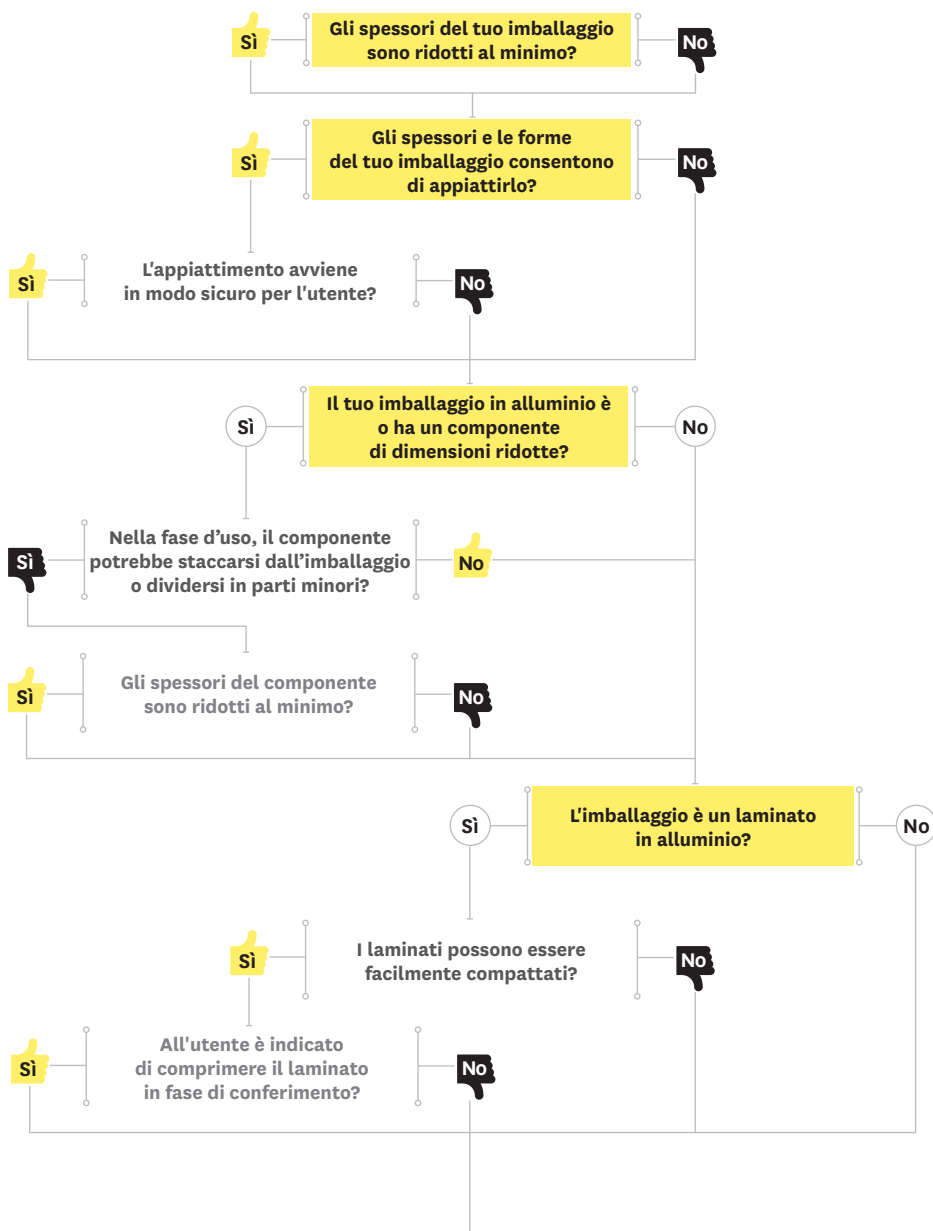 Sì
Gli spessori del tuo imballaggio
sono ridotti al minimo?
No
Sì
Gli spessori e le forme
del tuo imballaggio consentono
di appiattirlo?
No
Sì
L'appiattimento avviene
in modo sicuro per l'utente?
No
Sì
Il tuo imballaggio in alluminio è
o ha un componente
di dimensioni ridotte?
No
Sì
Nella fase d’uso, il componente
potrebbe staccarsi dall’imballaggio
o dividersi in parti minori?
No
Sì
Gli spessori del componente
sono ridotti al minimo?
No
Sì
L'imballaggio è un laminato
in alluminio?
No
Sì
I laminati possono essere
facilmente compattati?
No
Sì
All'utente è indicato
di comprimere il laminato
in fase di conferimento?
No